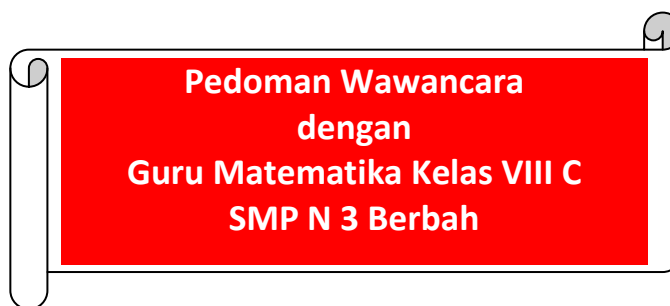 Pedoman Wawancara
dengan
Guru Matematika Kelas VIII C
SMP N 3 Berbah